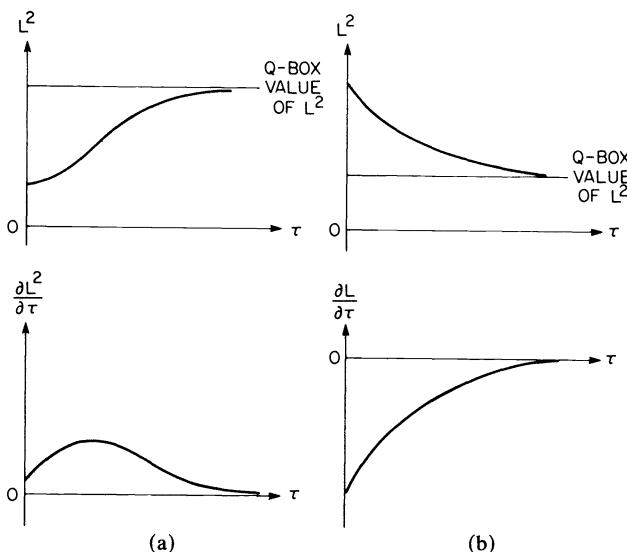 L²
Q-BOX
VALUE
OF L²
0
τ
L²
Q-BOX
VALUE
OF L²
0
τ
∂L²
∂τ
0
τ
∂L
∂τ
0
τ
(a)
(b)